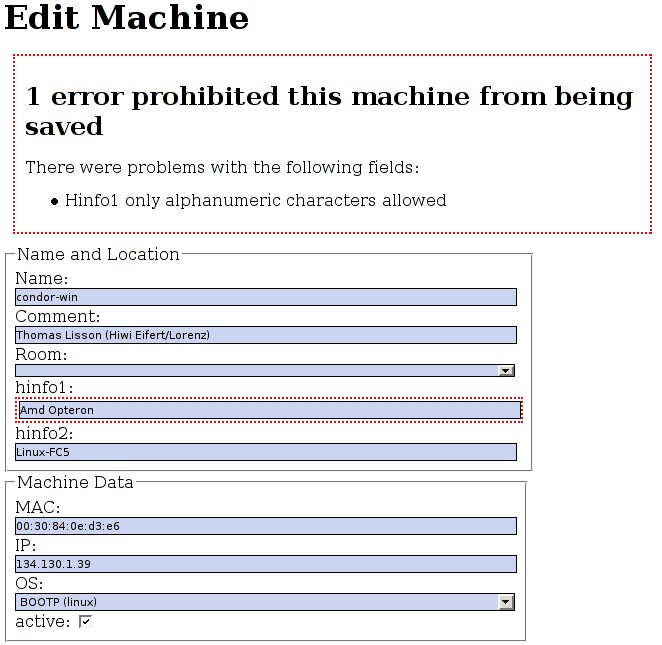 Edit Machine
1 error prohibited this machine from being
saved
There were problems with the following fields:
• Hinfo1 only alphanumeric characters allowed
Name and Location
Name:
condor-win
Comment:
Thomas Lisson (Hiwi Eifert/Lorenz)
Room:
hinfo1:
Amd Opteron
hinfo2:
Linux-FC5
Machine Data
MAC:
00:30:84:0e:d3:e6
IP:
134.130.1.39
OS:
BOOTP (linux)
active: